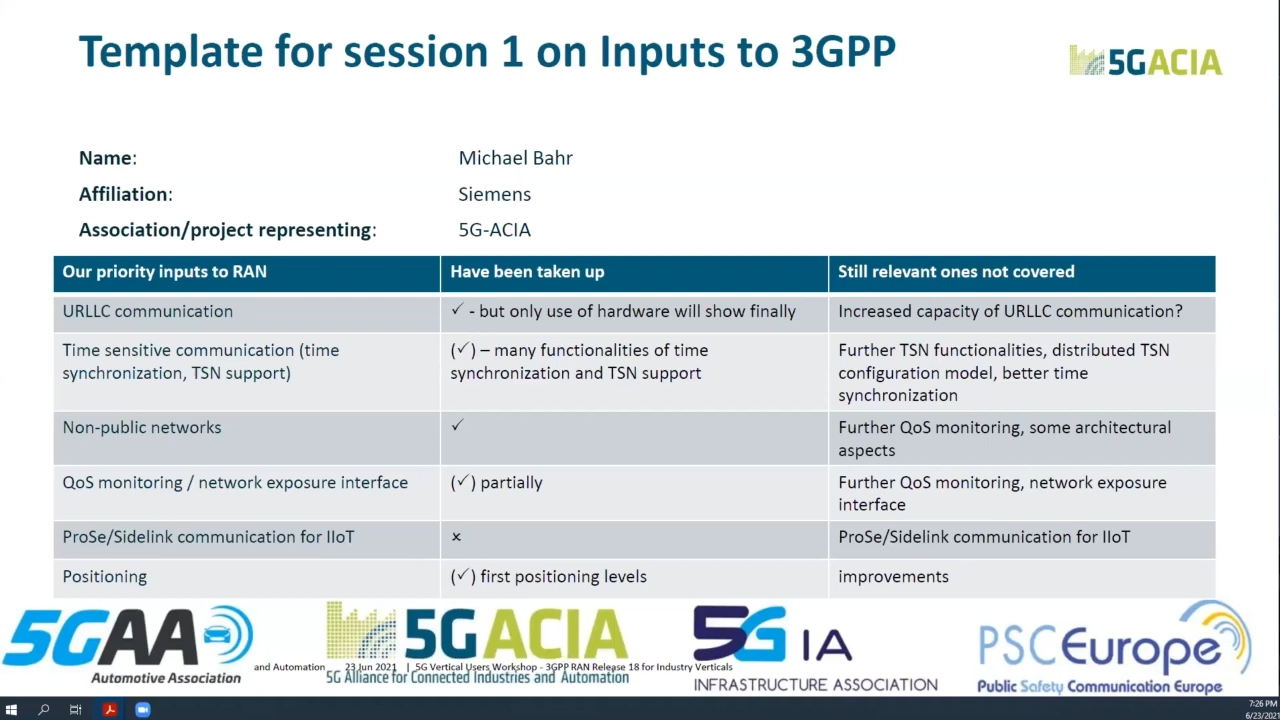 Template for session 1 on Inputs to 3GPP
5GACIA
Name: Michael Bahr
Affiliation: Siemens
Association/project representing: 5G-ACIA
Our priority inputs to RAN Have been taken up Still relevant ones not covered
URLLC communication ✓ - but only use of hardware will show finally Increased capacity of URLLC communication?
Time sensitive communication (time (✓) – many functionalities of time Further TSN functionalities, distributed TSN
synchronization, TSN support) synchronization and TSN support configuration model, better time
synchronization
Non-public networks ✓ Further QoS monitoring, some architectural
aspects
QoS monitoring / network exposure interface (✓) partially Further QoS monitoring, network exposure
interface
ProSe/Sidelink communication for IIoT × ProSe/Sidelink communication for IIoT
Positioning (✓) first positioning levels improvements
5GAA
Automotive Association
5GACIA
and Automation | 23 Jun 2021 | 5G Vertical Users Workshop - 3GPP RAN Release 18 for Industry Verticals
5G Alliance for Connected Industries and Automation
5G IA
INFRASTRUCTURE ASSOCIATION
PSCEurope
Public Safety Communication Europe
7:26 PM